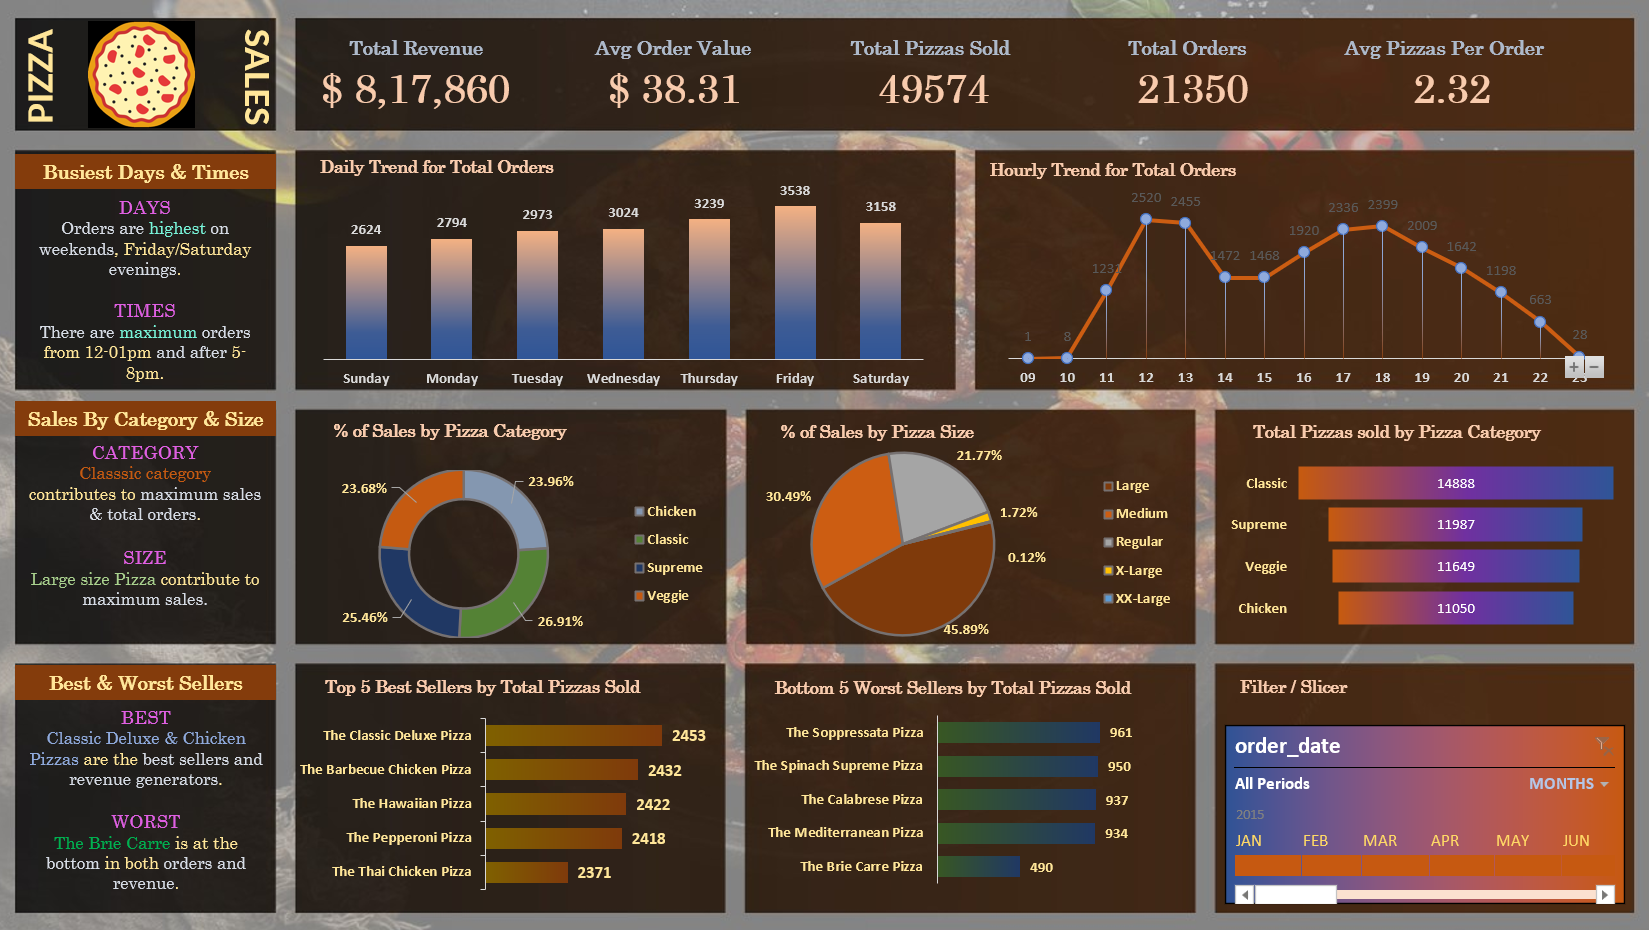 PIZZA
SALES
Total Revenue
$ 8,17,860
Avg Order Value
$ 38.31
Total Pizzas Sold
49574
Total Orders
21350
Avg Pizzas Per Order
2.32
Busiest Days & Times
DAYS
Orders are highest on
weekends, Friday/Saturday
evenings.
TIMES
There are maximum orders
from 12-01pm and after 5-
8pm.
Daily Trend for Total Orders
2624
2794
2973
3024
3239
3538
3158
Sunday
Monday
Tuesday
Wednesday
Thursday
Friday
Saturday
Hourly Trend for Total Orders
1
8
1231
2520
2455
1472
1468
1920
2336
2399
2009
1642
1198
663
28
+ −
09
10
11
12
13
14
15
16
17
18
19
20
21
22
23
Sales By Category & Size
CATEGORY
Classsic category
contributes to maximum sales
& total orders.
SIZE
Large size Pizza contribute to
maximum sales.
% of Sales by Pizza Category
23.68%
23.96%
25.46%
26.91%
Chicken
Classic
Supreme
Veggie
% of Sales by Pizza Size
21.77%
30.49%
1.72%
0.12%
45.89%
Large
Medium
Regular
X-Large
XX-Large
Total Pizzas sold by Pizza Category
Classic 14888
Supreme 11987
Veggie 11649
Chicken 11050
Best & Worst Sellers
BEST
Classic Deluxe & Chicken
Pizzas are the best sellers and
revenue generators.
WORST
The Brie Carre is at the
bottom in both orders and
revenue.
Top 5 Best Sellers by Total Pizzas Sold
The Classic Deluxe Pizza 2453
The Barbecue Chicken Pizza 2432
The Hawaiian Pizza 2422
The Pepperoni Pizza 2418
The Thai Chicken Pizza 2371
Bottom 5 Worst Sellers by Total Pizzas Sold
The Soppressata Pizza 961
The Spinach Supreme Pizza 950
The Calabrese Pizza 937
The Mediterranean Pizza 934
The Brie Carre Pizza 490
Filter / Slicer
order_date
All Periods
MONTHS
2015
JAN
FEB
MAR
APR
MAY
JUN